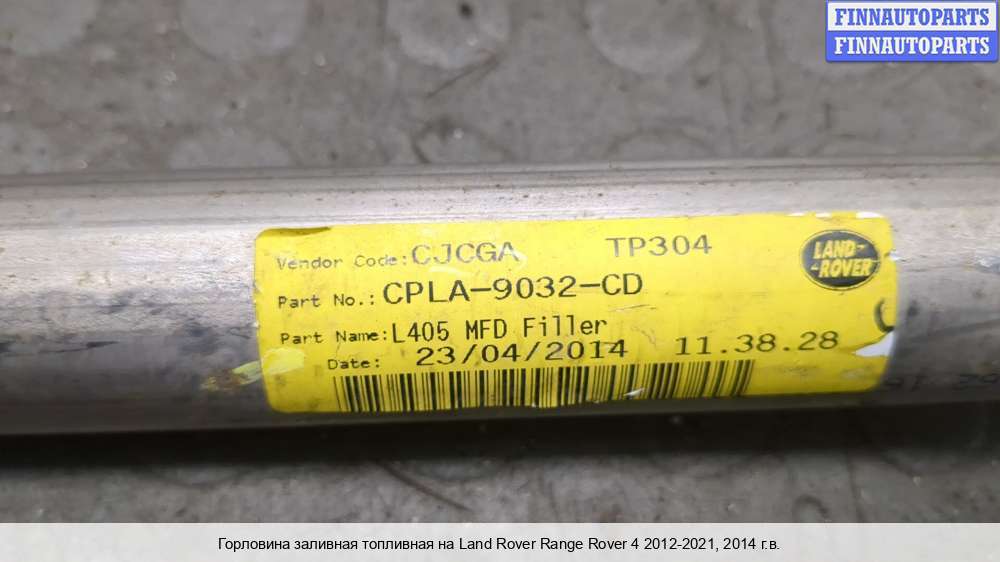 FINNAUTOPARTS
FINNAUTOPARTS
Vendor Code: CJCGA TP304
LAND-
-ROVER
Part No.: CPLA-9032-CD
Part Name: L405 MFD Filler
Date: 23/04/2014 11.38.28
Горловина заливная топливная на Land Rover Range Rover 4 2012-2021, 2014 г.в.